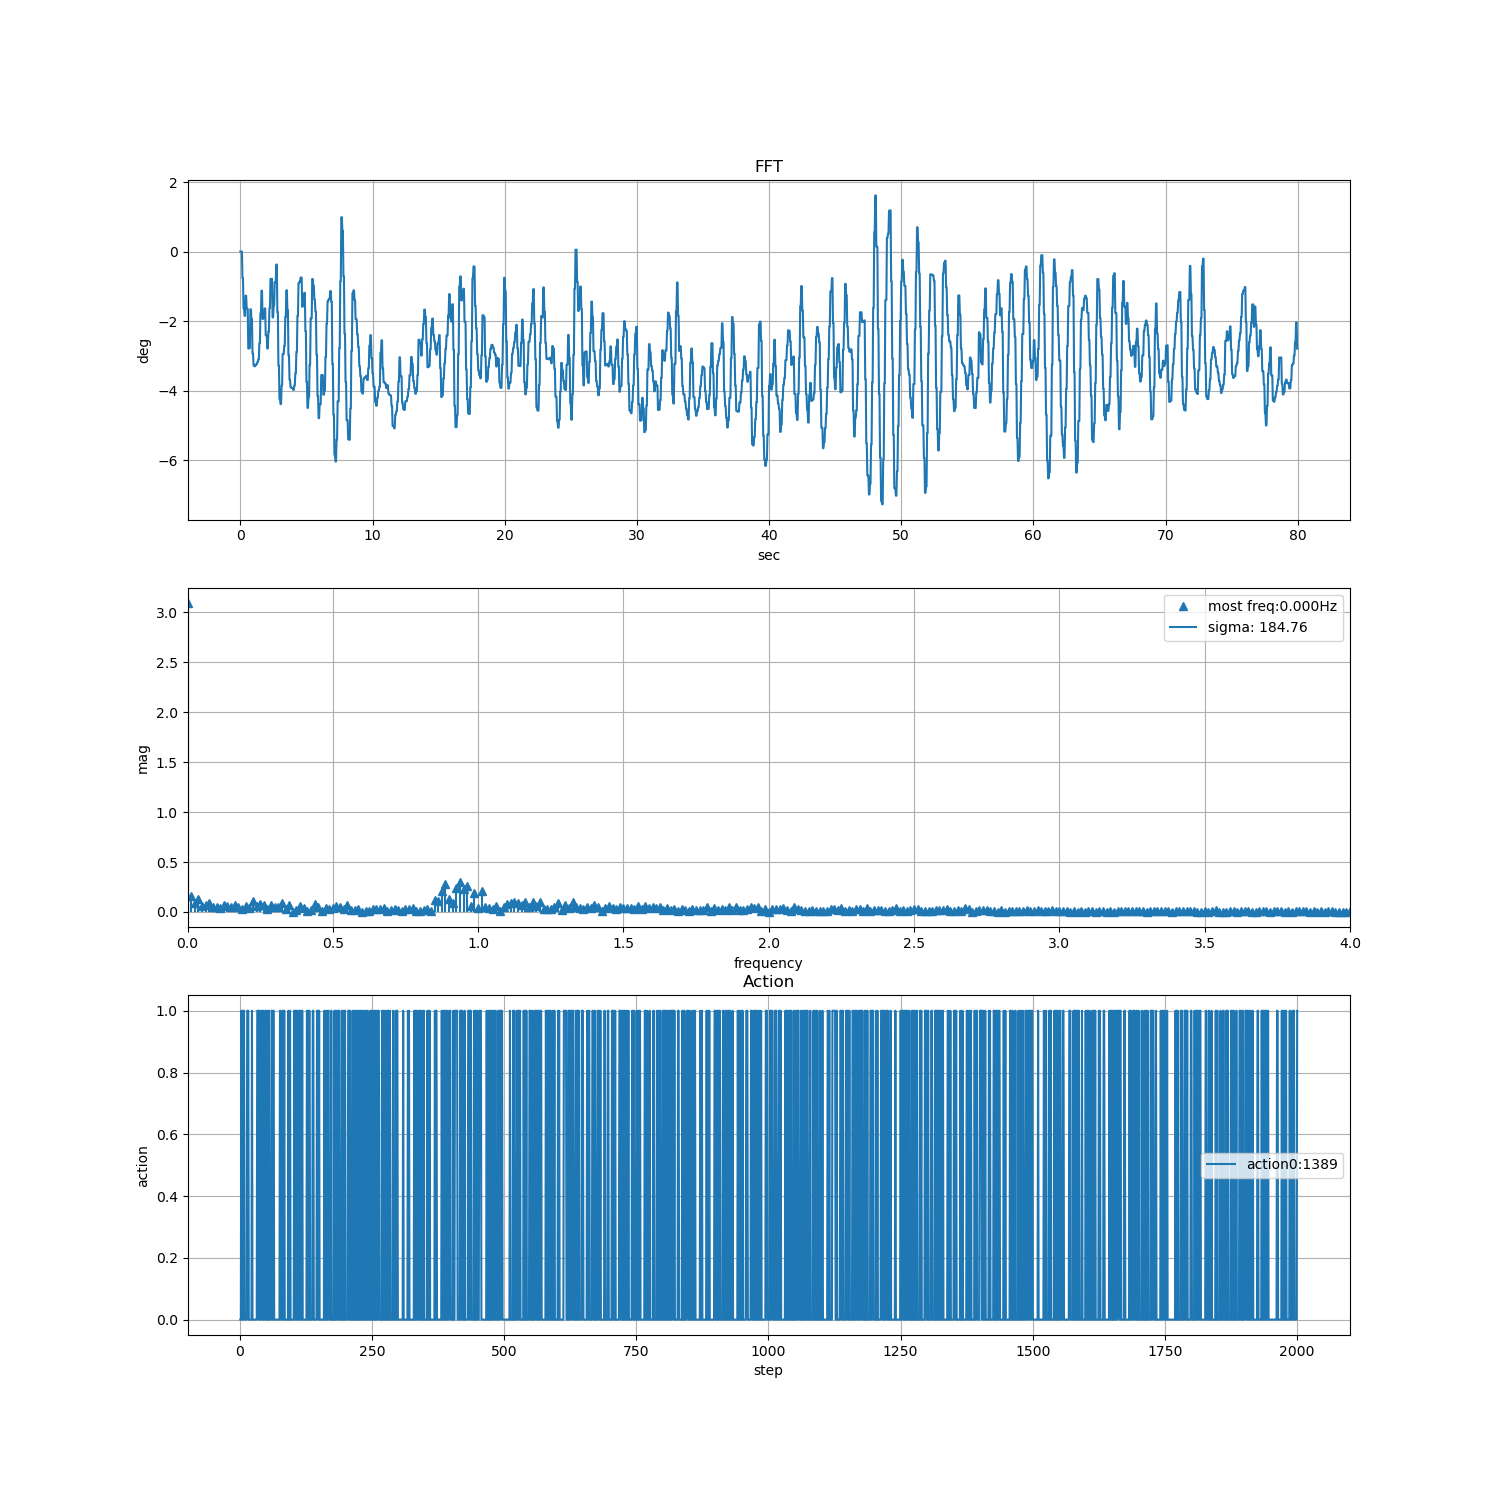 FFT
2
0
−2
−4
−6
deg
0 10 20 30 40 50 60 70 80
sec
3.0
2.5
2.0
1.5
1.0
0.5
0.0
mag
most freq:0.000Hz
sigma: 184.76
0.0 0.5 1.0 1.5 2.0 2.5 3.0 3.5 4.0
frequency
Action
1.0
0.8
0.6
0.4
0.2
0.0
action
action0:1389
0 250 500 750 1000 1250 1500 1750 2000
step